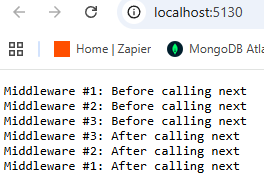 localhost:5130
Home | Zapier
MongoDB Atl
Middleware #1: Before calling next
Middleware #2: Before calling next
Middleware #3: Before calling next
Middleware #3: After calling next
Middleware #2: After calling next
Middleware #1: After calling next